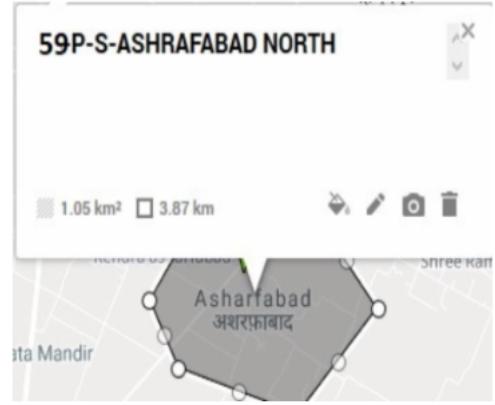 59P-S-ASHRAFABAD NORTH
1.05 km² 3.87 km
Asharfabad
अशरफ़ाबाद
ata Mandir
Shree Ram